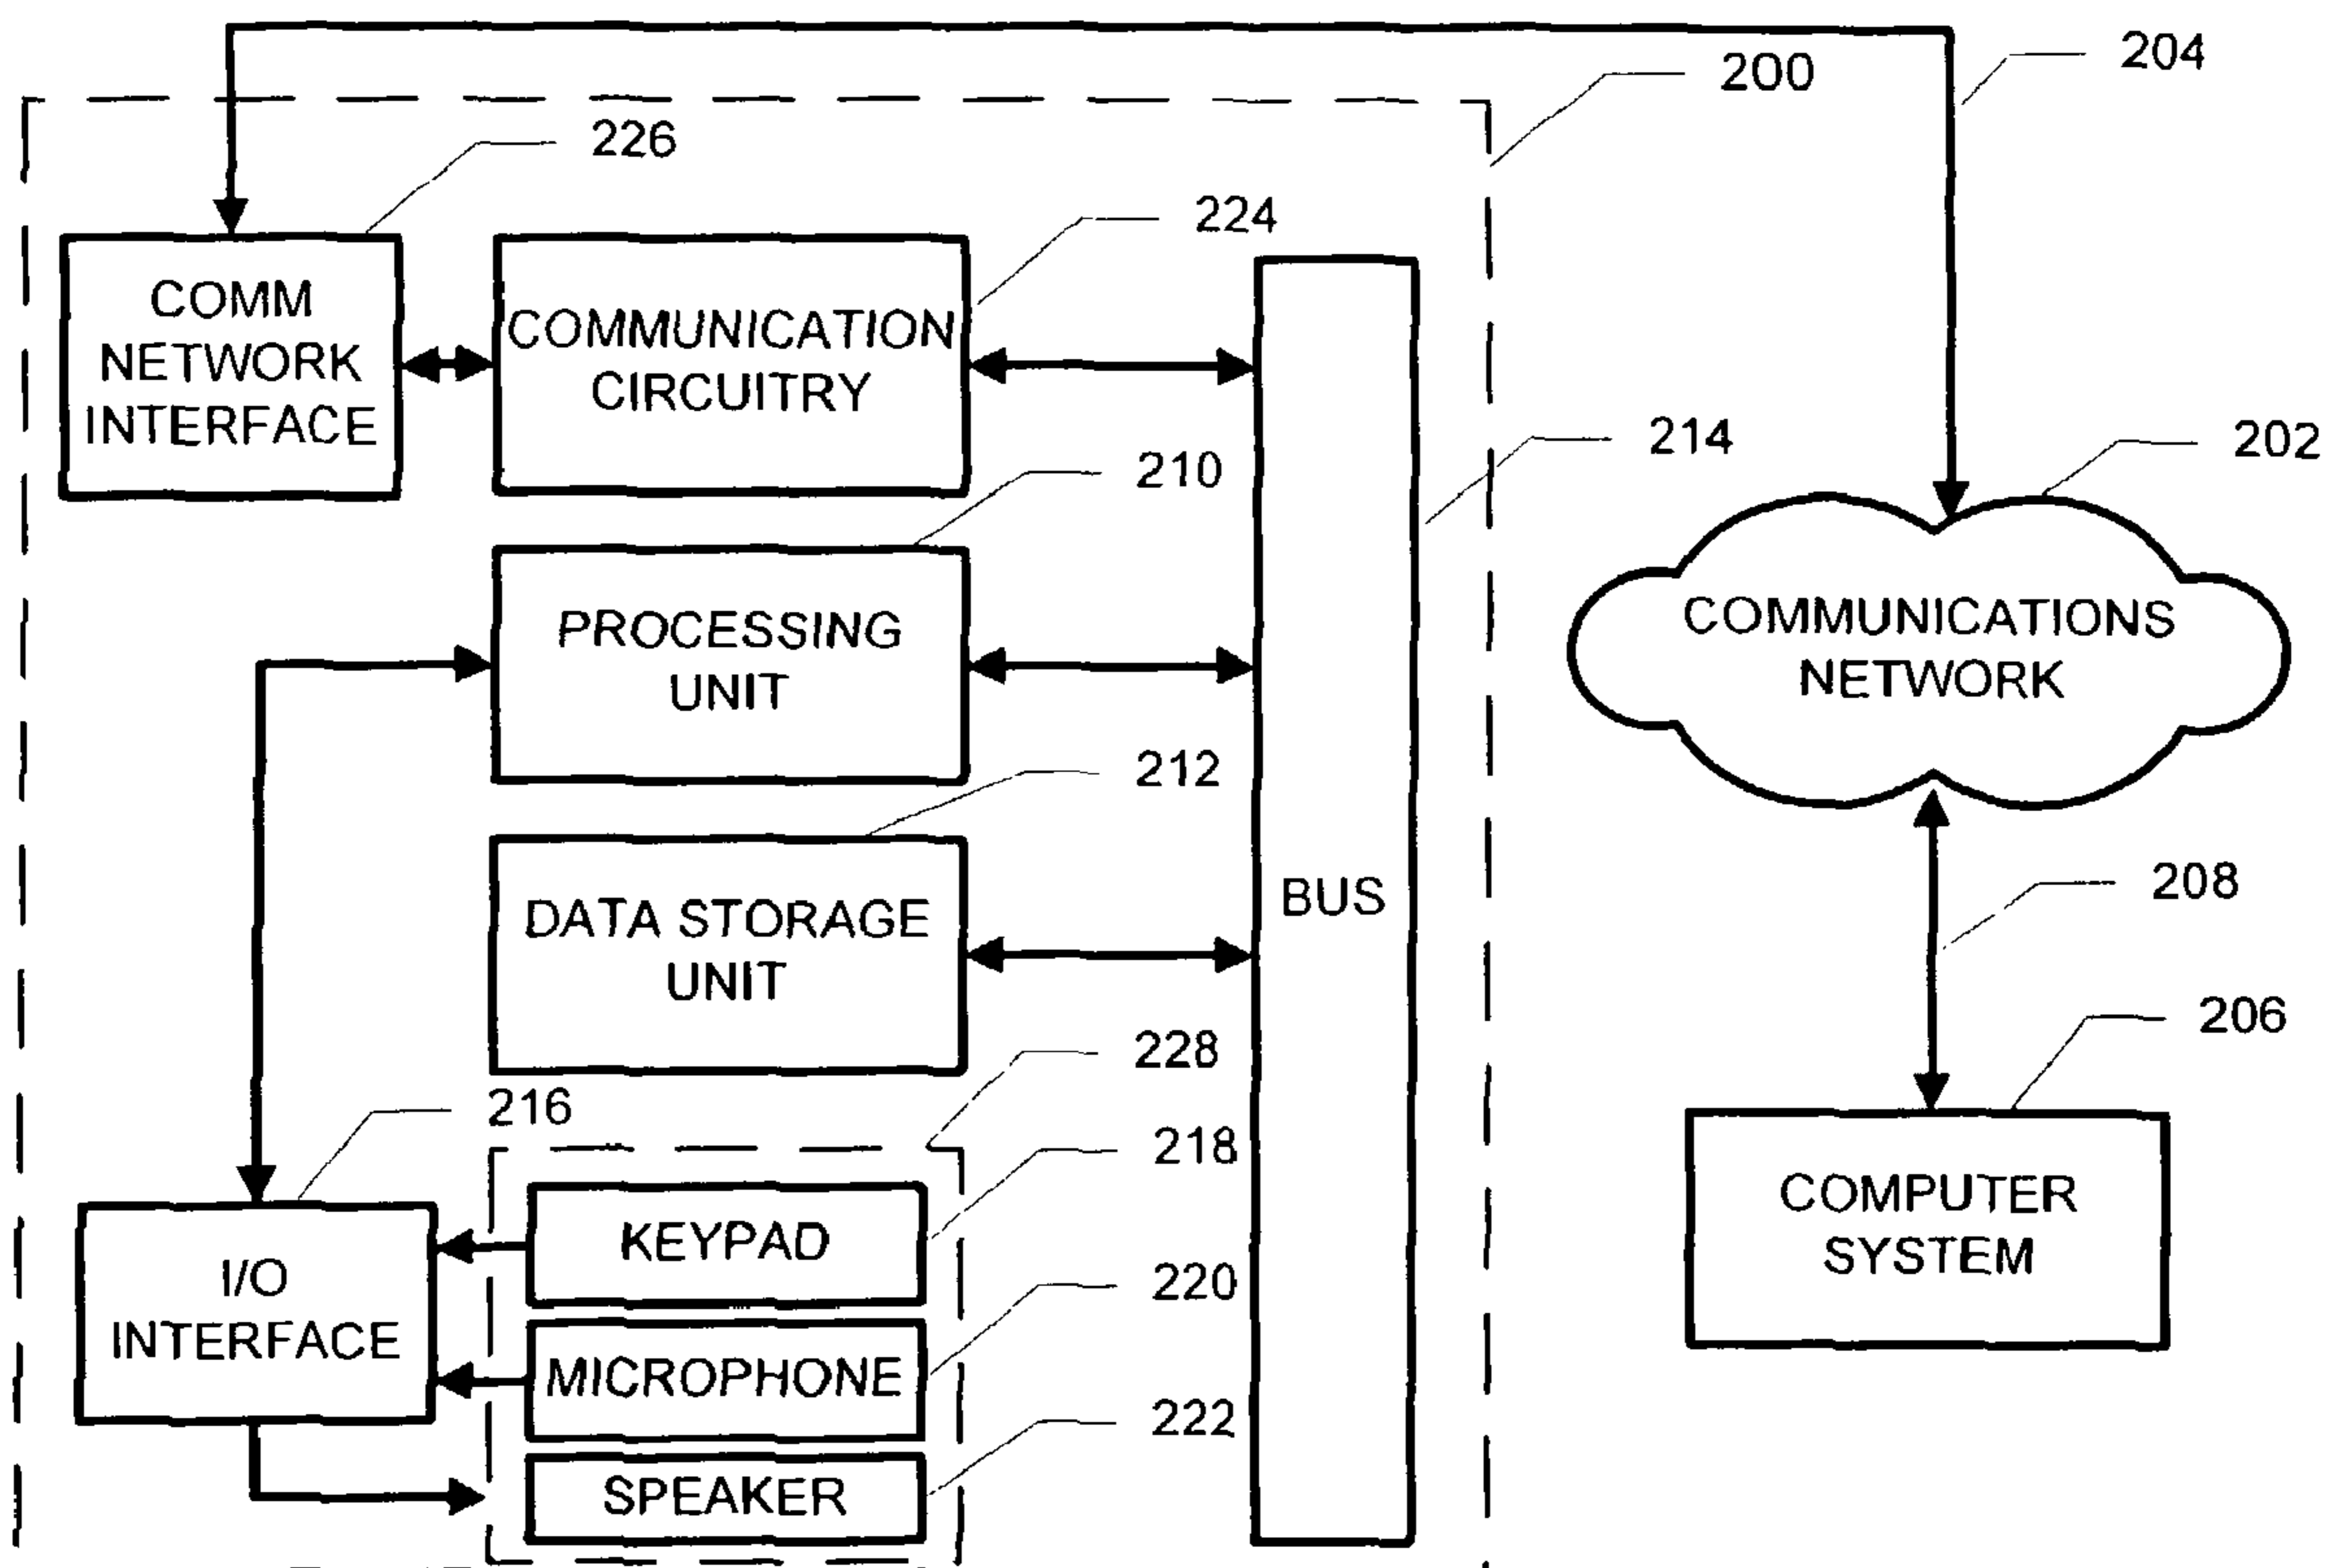 204
200
226
224
COMM
NETWORK
INTERFACE
COMMUNICATION
CIRCUITRY
214
202
210
PROCESSING
UNIT
COMMUNICATIONS
NETWORK
212
DATA STORAGE
UNIT
BUS
208
206
228
216
218
KEYPAD
COMPUTER
SYSTEM
I/O
INTERFACE
220
MICROPHONE
222
SPEAKER